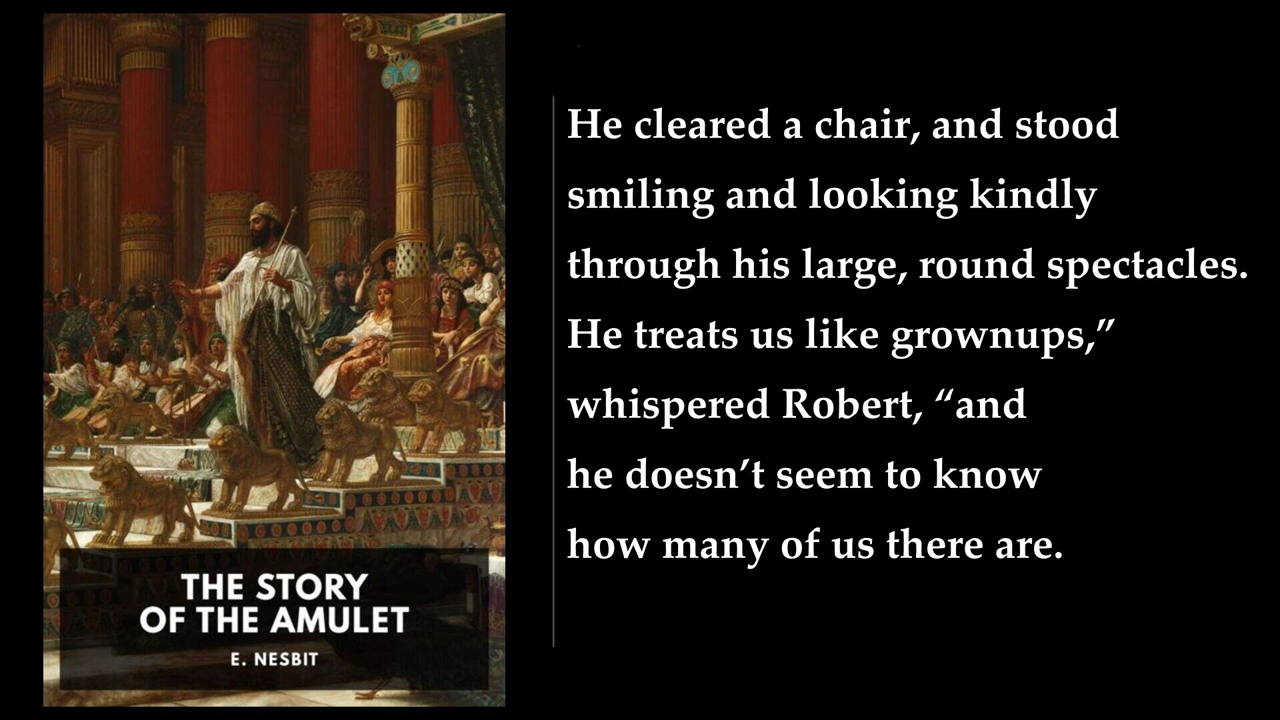 THE STORY
OF THE AMULET
E. NESBIT
He cleared a chair, and stood
smiling and looking kindly
through his large, round spectacles.
He treats us like grownups,”
whispered Robert, “and
he doesn’t seem to know
how many of us there are.